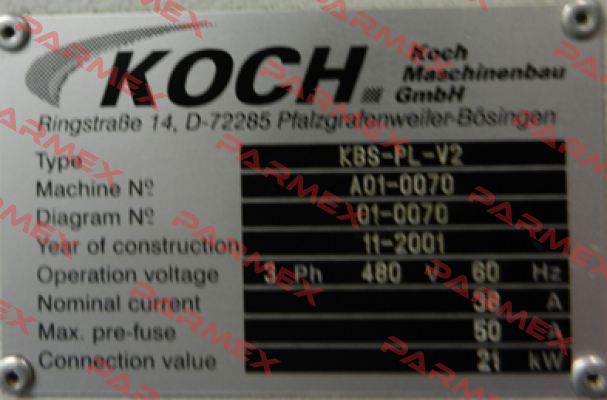 KOCH
Koch
Maschinenbau
GmbH
Ringstraße 14, D-72285 Pfalzgrafenweiler-Bösingen
Type KBS-PL-V2
Machine Nº A01-0070
Diagram Nº 01-0070
Year of construction 11-2001
Operation voltage 3 Ph 480 V 60 Hz
Nominal current 36 A
Max. pre-fuse 50 A
Connection value 21 kW
PARMEX